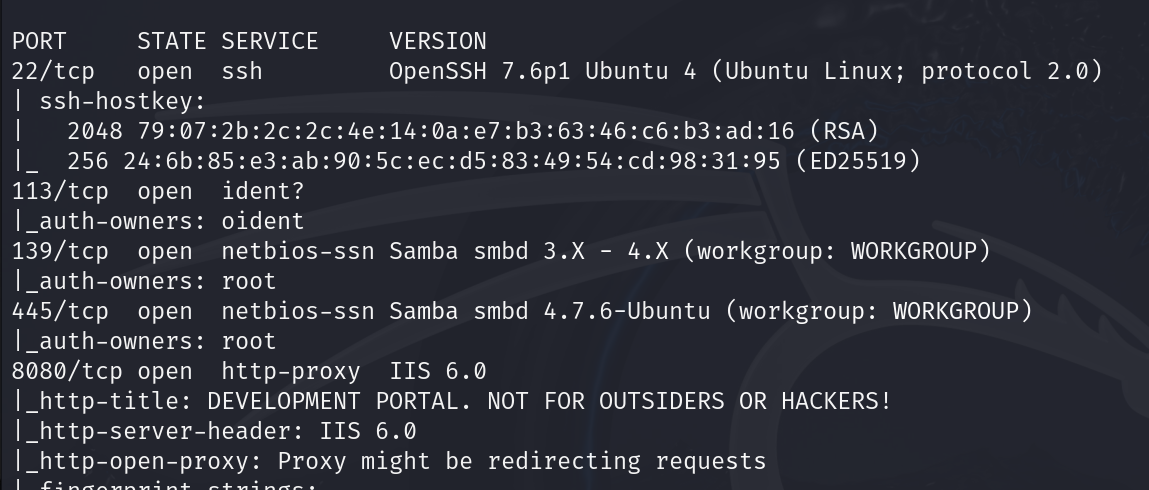 PORT     STATE SERVICE     VERSION
22/tcp   open  ssh         OpenSSH 7.6p1 Ubuntu 4 (Ubuntu Linux; protocol 2.0)
| ssh-hostkey:
|   2048 79:07:2b:2c:2c:4e:14:0a:e7:b3:63:46:c6:b3:ad:16 (RSA)
|_  256 24:6b:85:e3:ab:90:5c:ec:d5:83:49:54:cd:98:31:95 (ED25519)
113/tcp  open  ident?
|_auth-owners: oident
139/tcp  open  netbios-ssn Samba smbd 3.X - 4.X (workgroup: WORKGROUP)
|_auth-owners: root
445/tcp  open  netbios-ssn Samba smbd 4.7.6-Ubuntu (workgroup: WORKGROUP)
|_auth-owners: root
8080/tcp open  http-proxy  IIS 6.0
|_http-title: DEVELOPMENT PORTAL. NOT FOR OUTSIDERS OR HACKERS!
|_http-server-header: IIS 6.0
|_http-open-proxy: Proxy might be redirecting requests
| fingerprint-strings: